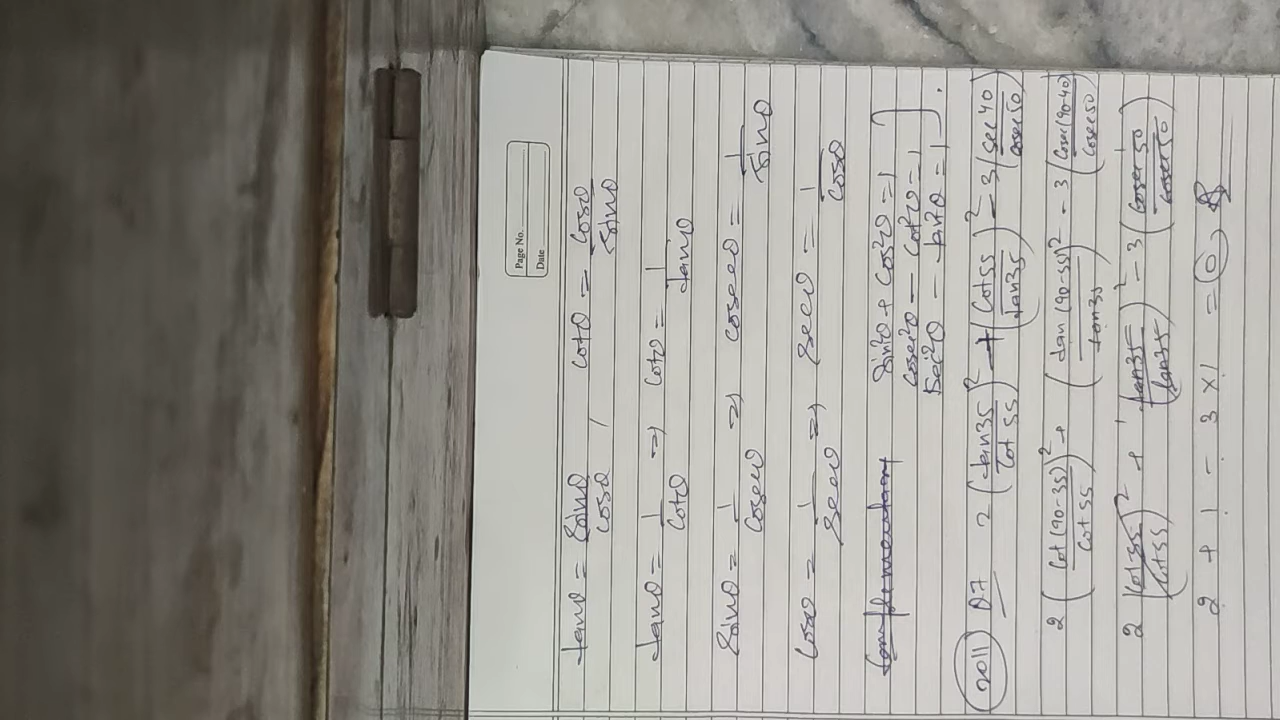 Page No.
Date
tanθ = sinθ/cosθ , cotθ = cosθ/sinθ
tanθ = 1/cotθ => cotθ = 1/tanθ
sinθ = 1/cosecθ => cosecθ = 1/sinθ
cosθ = 1/secθ => secθ = 1/cosθ
sin²θ + cos²θ = 1
cosec²θ - cot²θ = 1
sec²θ - tan²θ = 1
2011 Q7 2 (tan35/cot55)² + (cot55/tan35)² - 3 (sec40/cosec50)
2 (cot(90-35)/cot55)² + (tan(90-55)/tan35)² - 3 (cosec(90-40)/cosec50)
2 (cot55/cot55)² + (tan35/tan35)² - 3 (cosec50/cosec50)
2 + 1 - 3 x 1 = 0